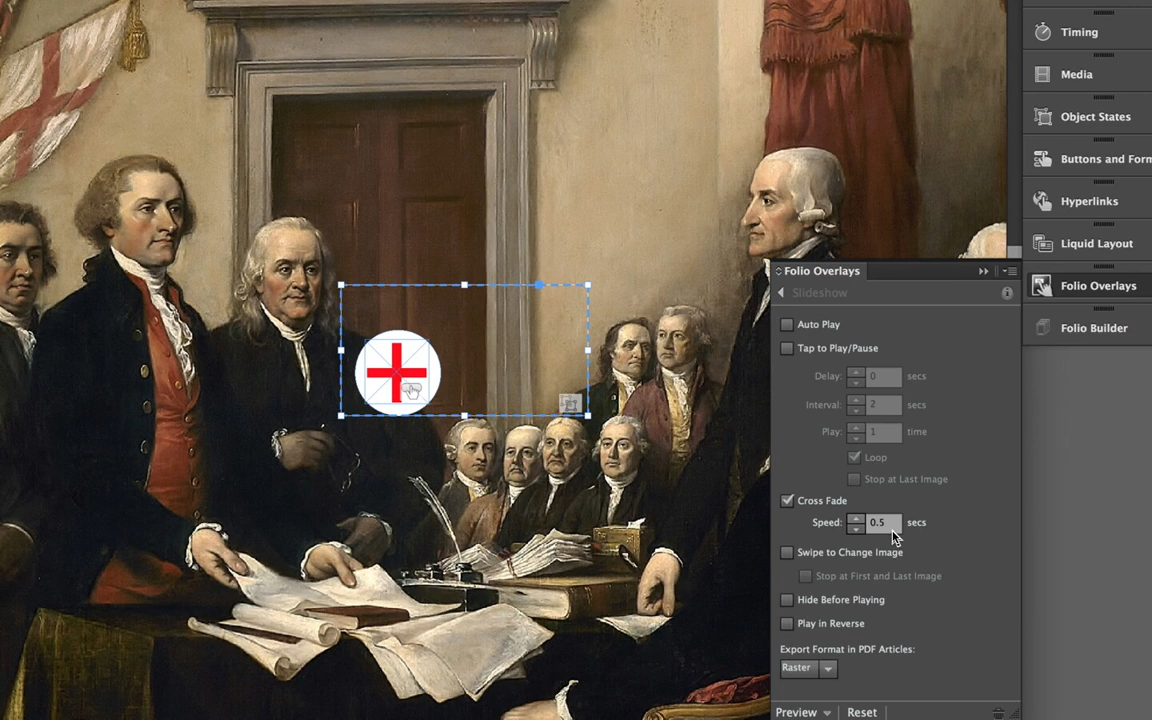 Timing
Media
Object States
Buttons and Form
Hyperlinks
Liquid Layout
Folio Overlays
Folio Builder
Folio Overlays
Slideshow
Auto Play
Tap to Play/Pause
Delay: 0 secs
Interval: 2 secs
Play: 1 time
Loop
Stop at Last Image
Cross Fade
Speed: 0.5 secs
Swipe to Change Image
Stop at First and Last Image
Hide Before Playing
Play in Reverse
Export Format in PDF Articles:
Raster
Preview Reset